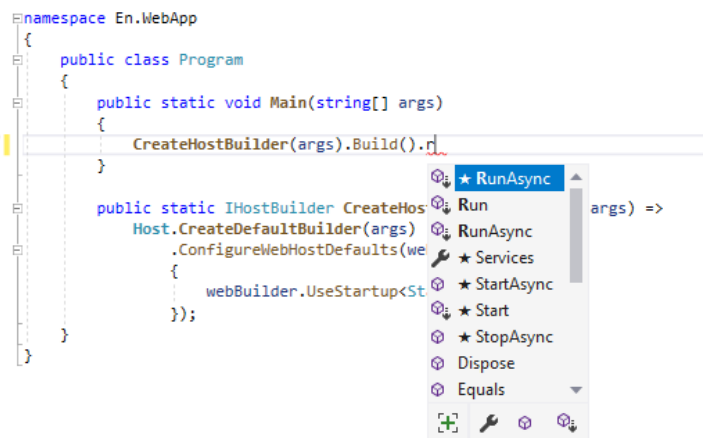 namespace En.WebApp
{
public class Program
{
public static void Main(string[] args)
{
CreateHostBuilder(args).Build().r
}
★ RunAsync
Run
RunAsync
★ Services
★ StartAsync
★ Start
★ StopAsync
Dispose
Equals
public static IHostBuilder CreateHos args) =>
Host.CreateDefaultBuilder(args)
.ConfigureWebHostDefaults(we
{
webBuilder.UseStartup<St
});
}
}